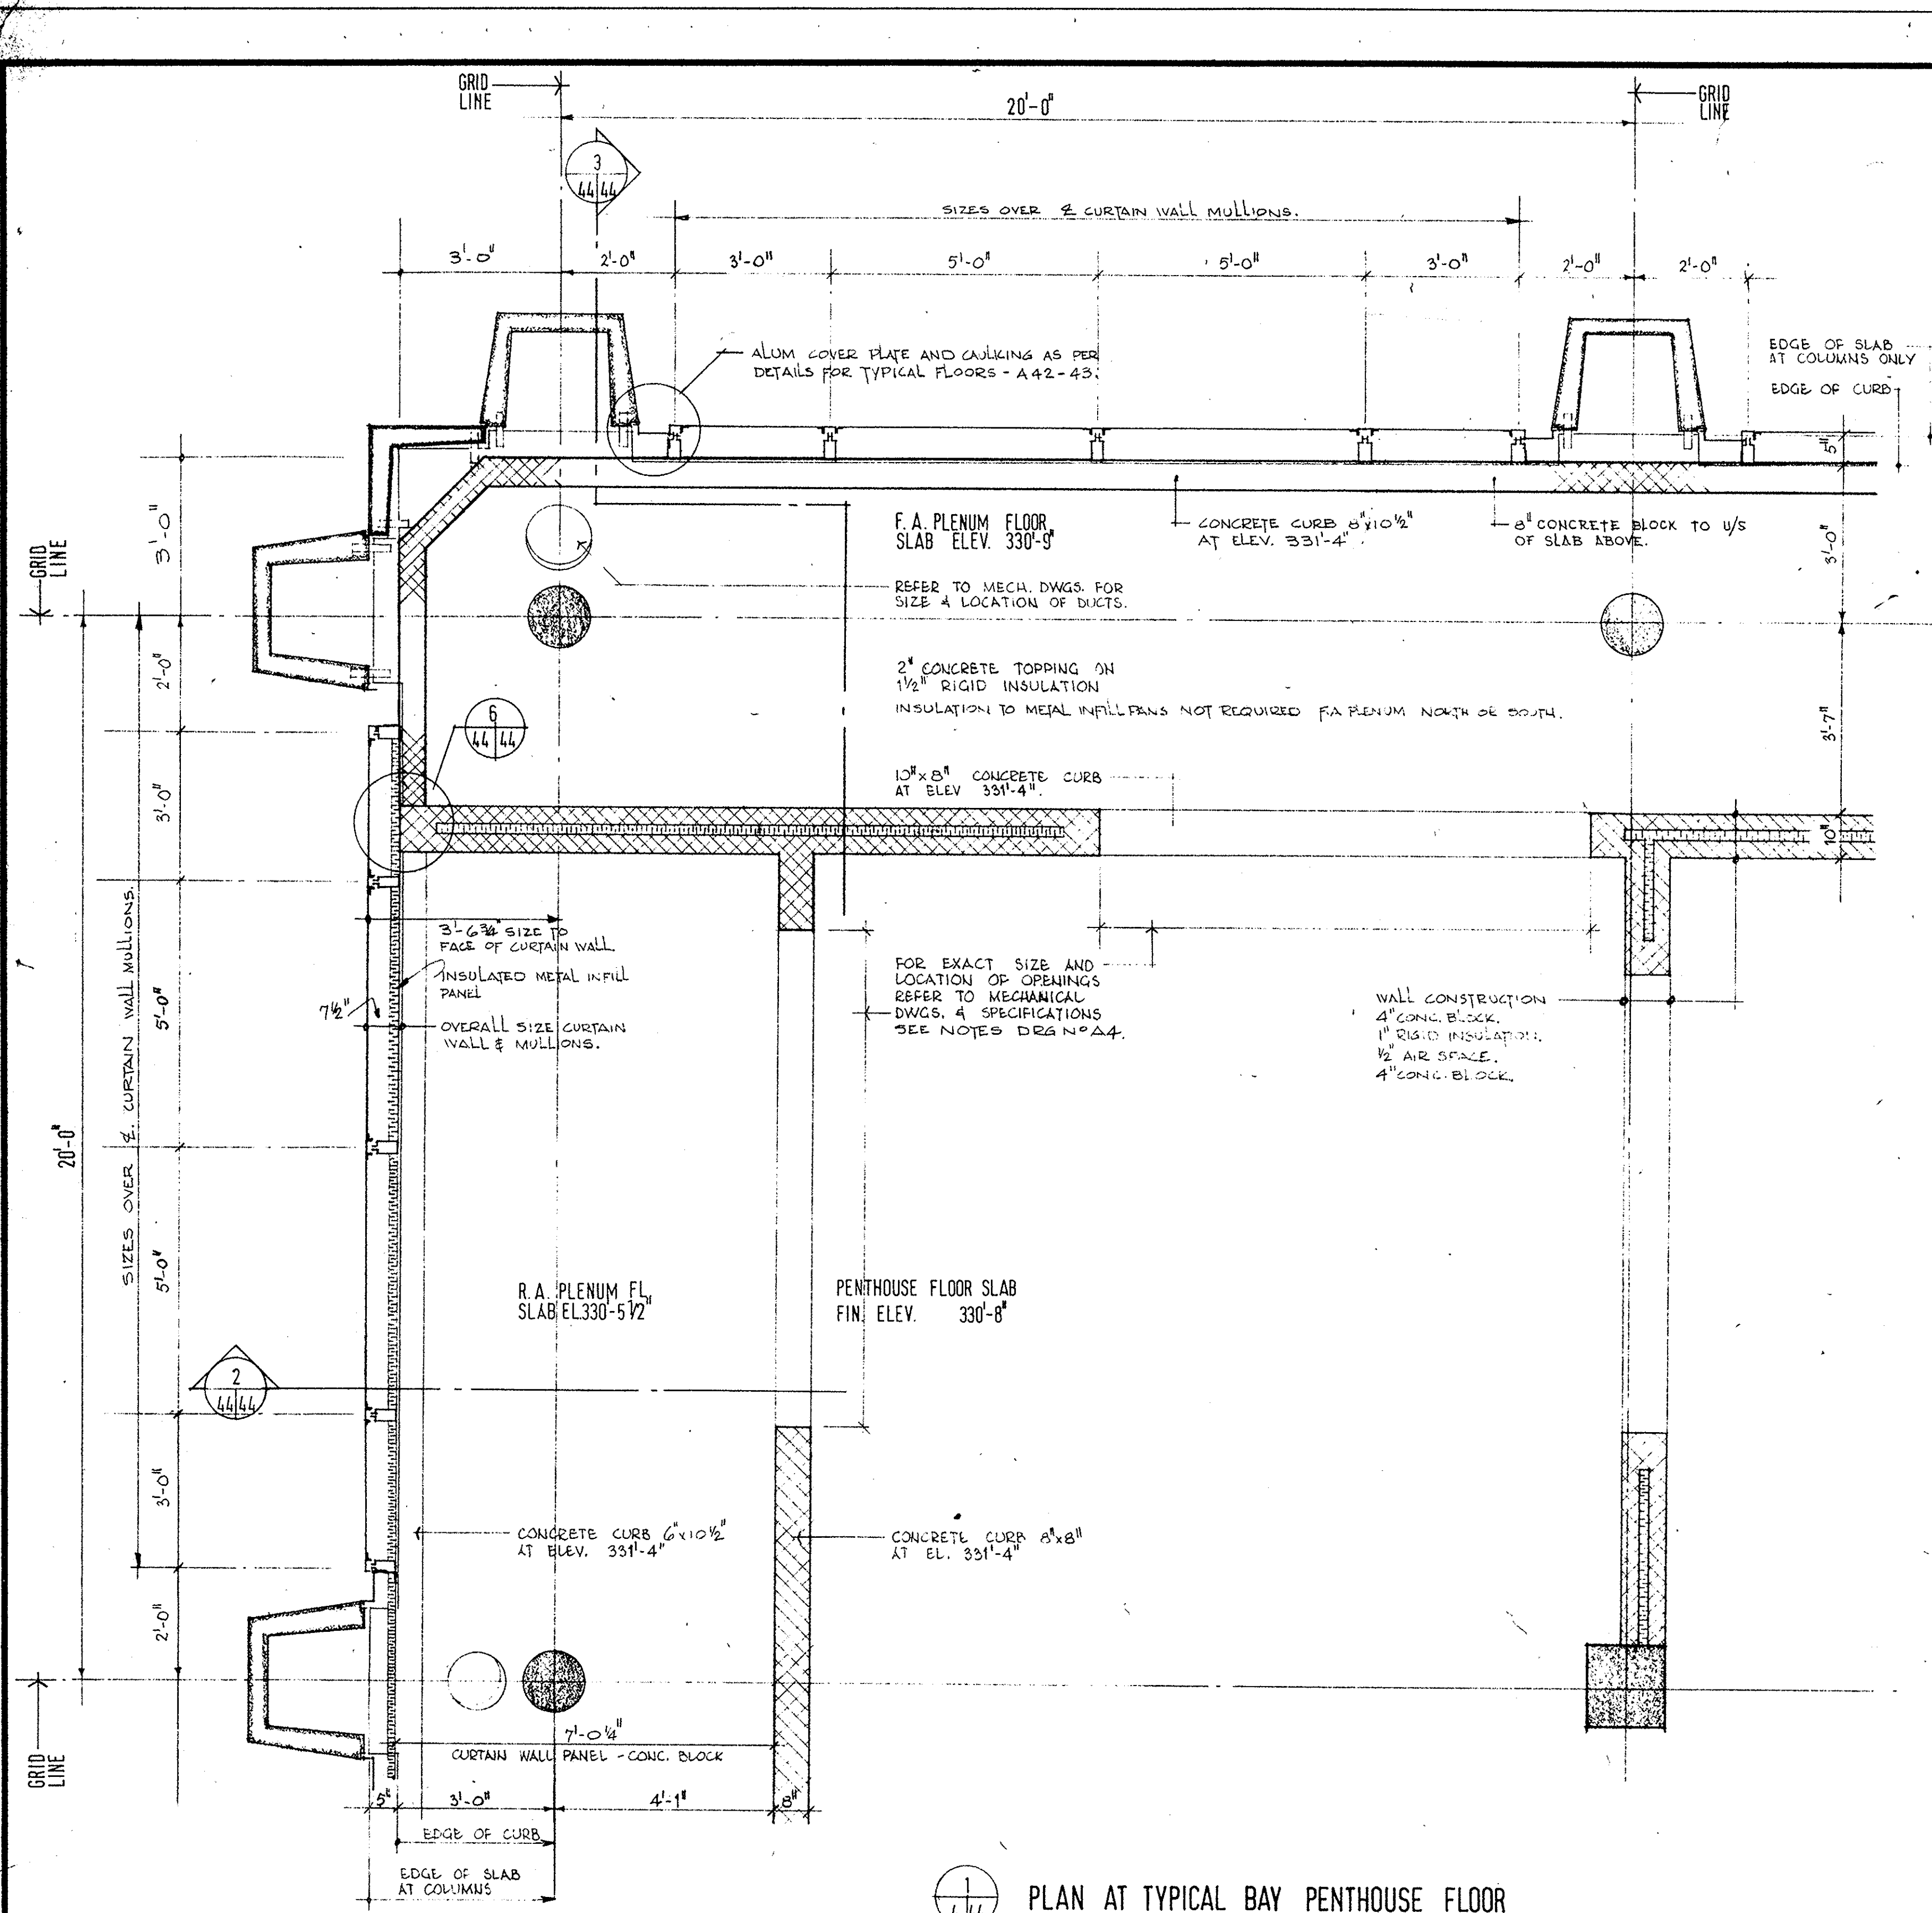 GRID
LINE
20'-0"
GRID
LINE
3
44 44
SIZES OVER ℄ CURTAIN WALL MULLIONS.
3'-0"
2'-0"
3'-0"
5'-0"
5'-0"
3'-0"
2'-0"
2'-0"
ALUM COVER PLATE AND CAULKING AS PER
DETAILS FOR TYPICAL FLOORS - A42-43.
EDGE OF SLAB
AT COLUMNS ONLY
EDGE OF CURB
5"
3'-0"
GRID
LINE
F. A. PLENUM FLOOR
SLAB ELEV. 330'-9"
CONCRETE CURB 8"x10½"
AT ELEV. 331'-4".
8" CONCRETE BLOCK TO U/S
OF SLAB ABOVE.
3'-0"
REFER TO MECH. DWGS. FOR
SIZE & LOCATION OF DUCTS.
2'-0"
2" CONCRETE TOPPING ON
1½" RIGID INSULATION
INSULATION TO METAL INFILL PANS NOT REQUIRED F.A PLENUM NORTH OR SOUTH.
6
44 44
3'-7"
3'-0"
10"x8" CONCRETE CURB
AT ELEV 331'-4".
10"
SIZES OVER ℄. CURTAIN WALL MULLIONS.
3'-6¾" SIZE TO
FACE OF CURTAIN WALL
INSULATED METAL INFILL
PANEL
7½"
OVERALL SIZE CURTAIN
WALL & MULLIONS.
5'-0"
FOR EXACT SIZE AND
LOCATION OF OPENINGS
REFER TO MECHANICAL
DWGS. & SPECIFICATIONS
SEE NOTES DRG Nº A4.
WALL CONSTRUCTION
4" CONC. BLOCK.
1" RIGID INSULATION.
½" AIR SPACE.
4" CONC. BLOCK.
20'-0"
5'-0"
R. A. PLENUM FL.
SLAB EL.330'-5½"
PENTHOUSE FLOOR SLAB
FIN. ELEV. 330'-8"
2
44 44
3'-0"
CONCRETE CURB 6"x10½"
AT ELEV. 331'-4"
CONCRETE CURB 8"x8"
AT EL. 331'-4"
2'-0"
GRID
LINE
7'-0¼"
CURTAIN WALL PANEL - CONC. BLOCK
5"
3'-0"
4'-1"
8"
EDGE OF CURB
EDGE OF SLAB
AT COLUMNS
1
PLAN AT TYPICAL BAY PENTHOUSE FLOOR